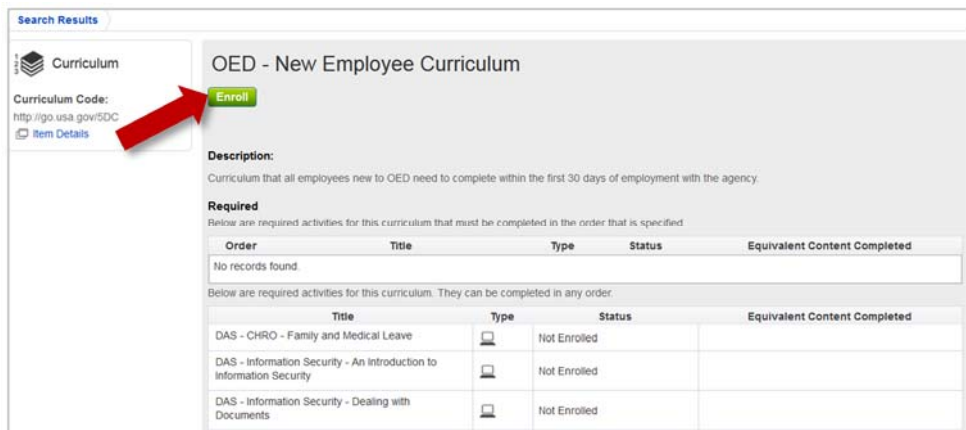 Search Results
Curriculum
Curriculum Code:
http://go.usa.gov/5DC
Item Details
OED - New Employee Curriculum
Enroll
Description:
Curriculum that all employees new to OED need to complete within the first 30 days of employment with the agency.
Required
Below are required activities for this curriculum that must be completed in the order that is specified
Order Title Type Status Equivalent Content Completed
No records found.
Below are required activities for this curriculum. They can be completed in any order.
Title Type Status Equivalent Content Completed
DAS - CHRO - Family and Medical Leave Not Enrolled
DAS - Information Security - An Introduction to
Information Security Not Enrolled
DAS - Information Security - Dealing with
Documents Not Enrolled